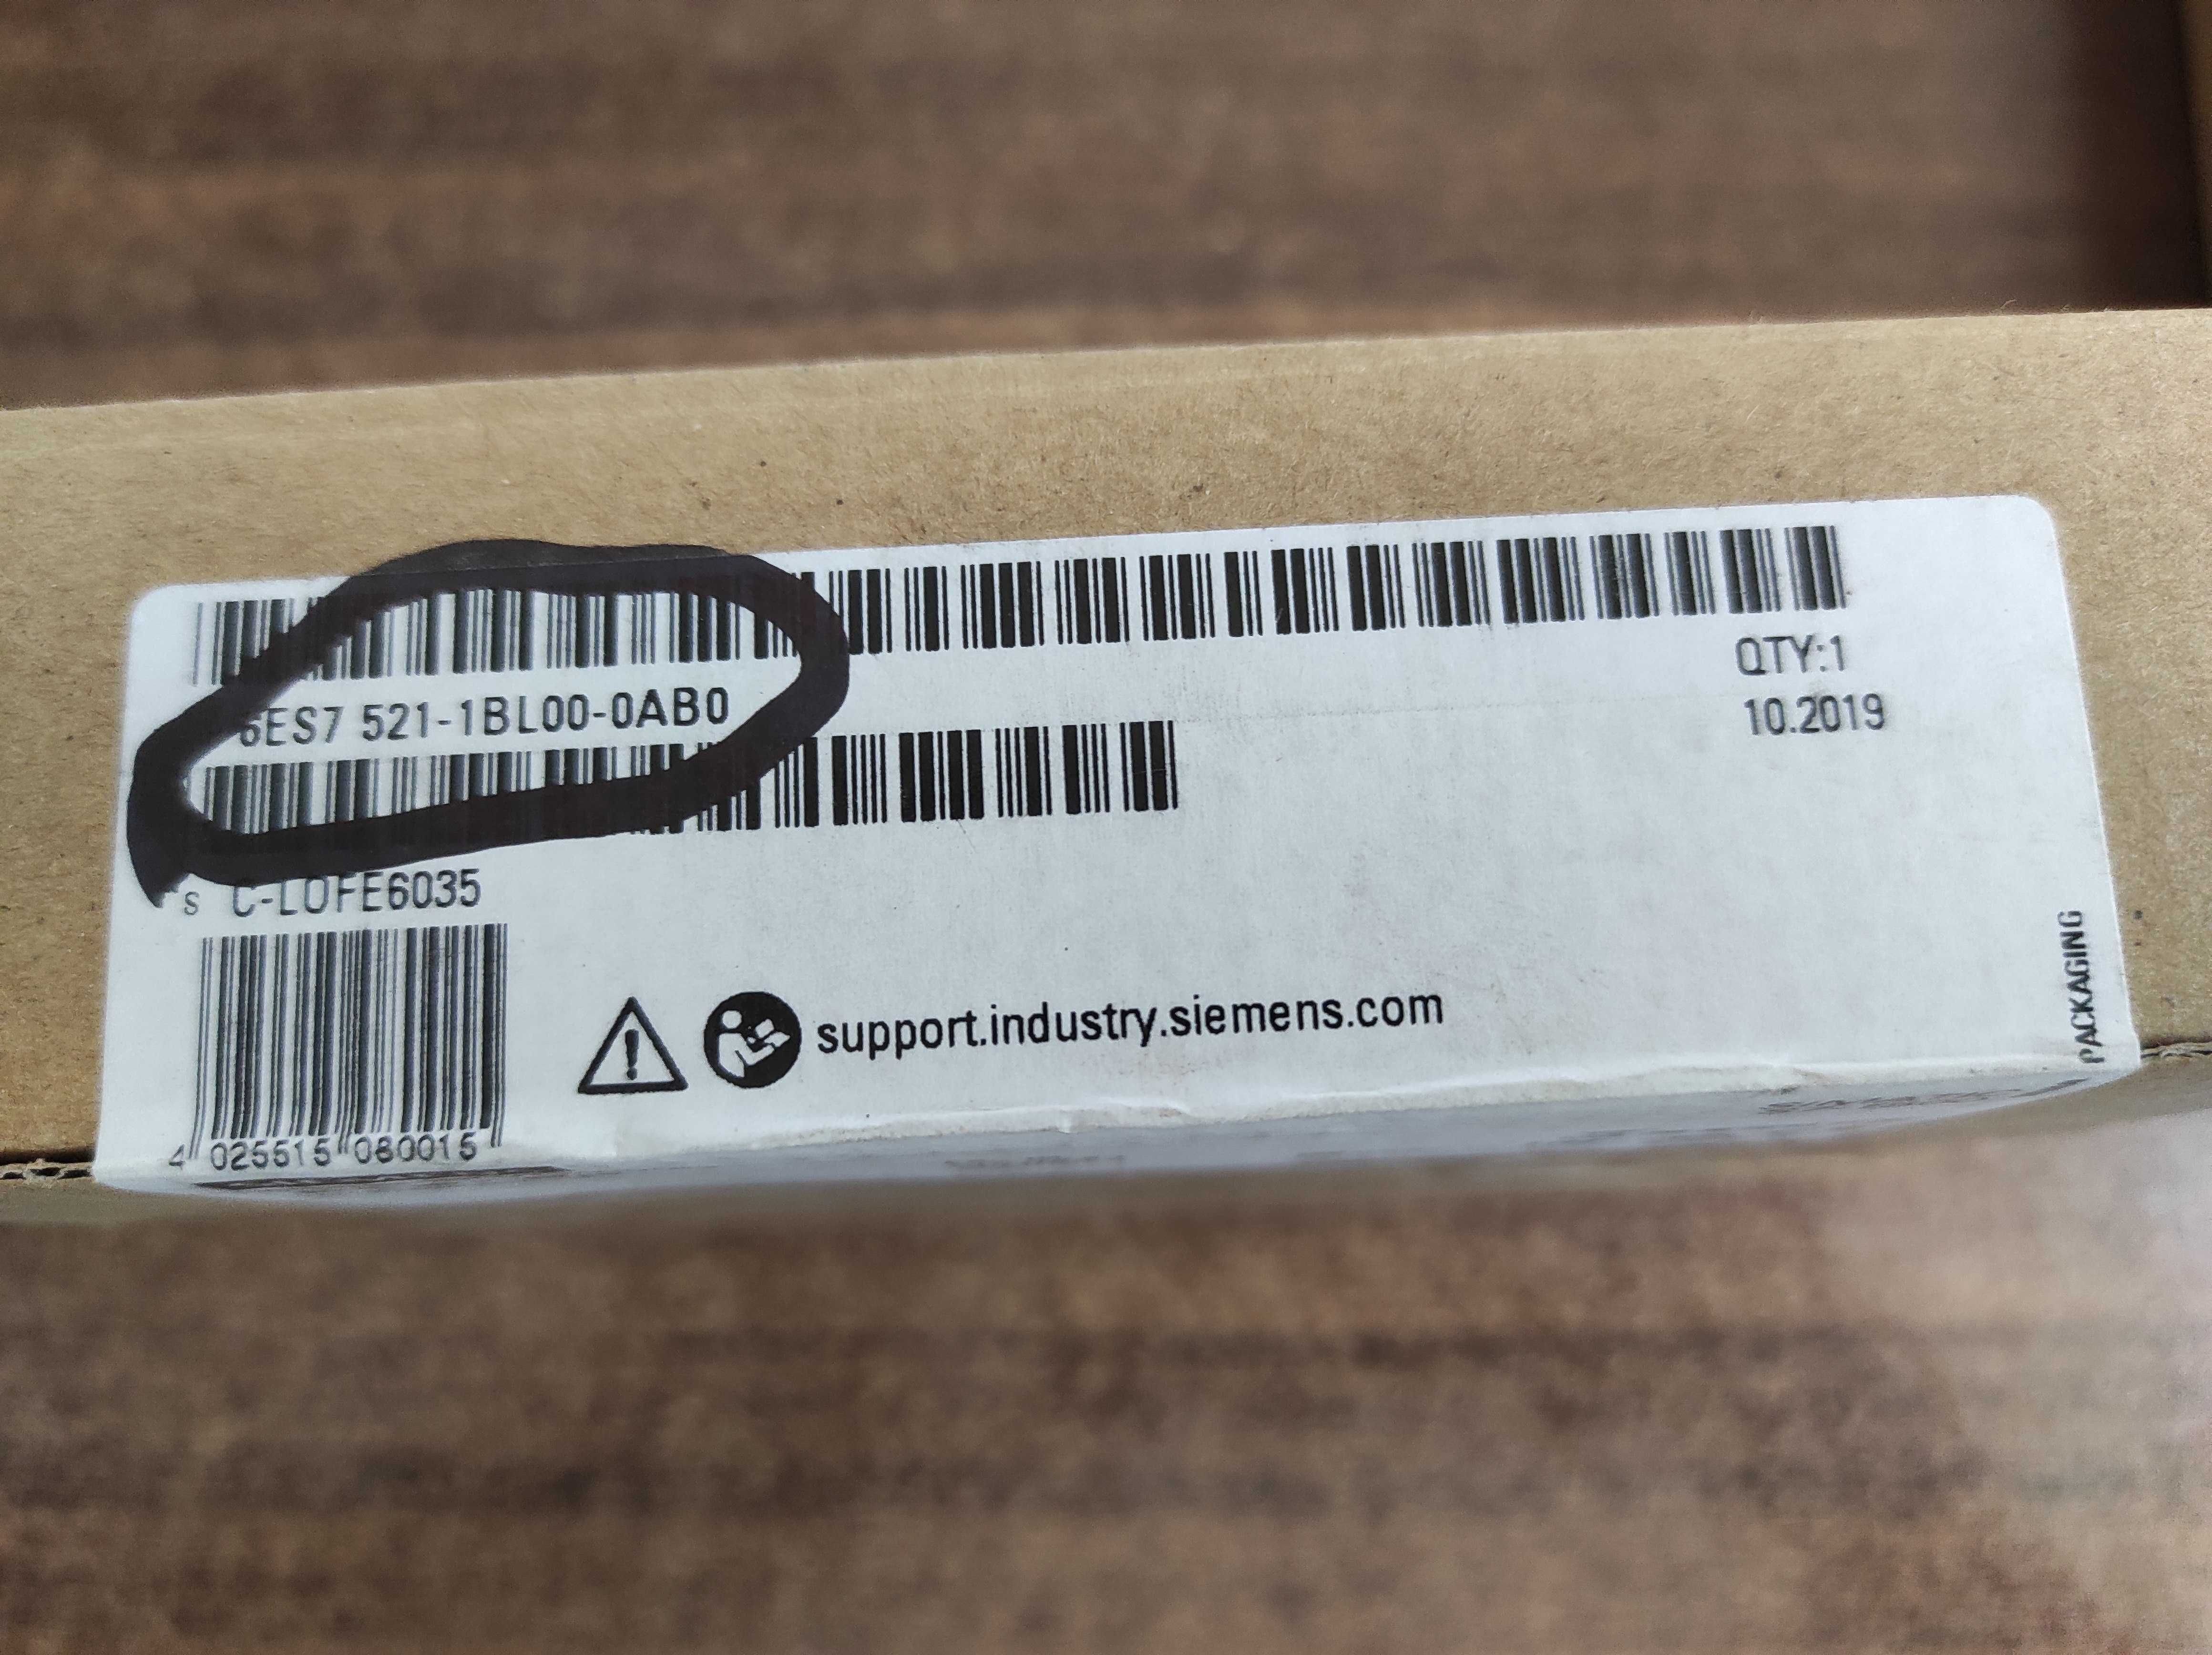 6ES7 521-1BL00-0AB0
QTY:1
10.2019
S C-L0FE6035
4 025515 080015
support.industry.siemens.com
PACKAGING